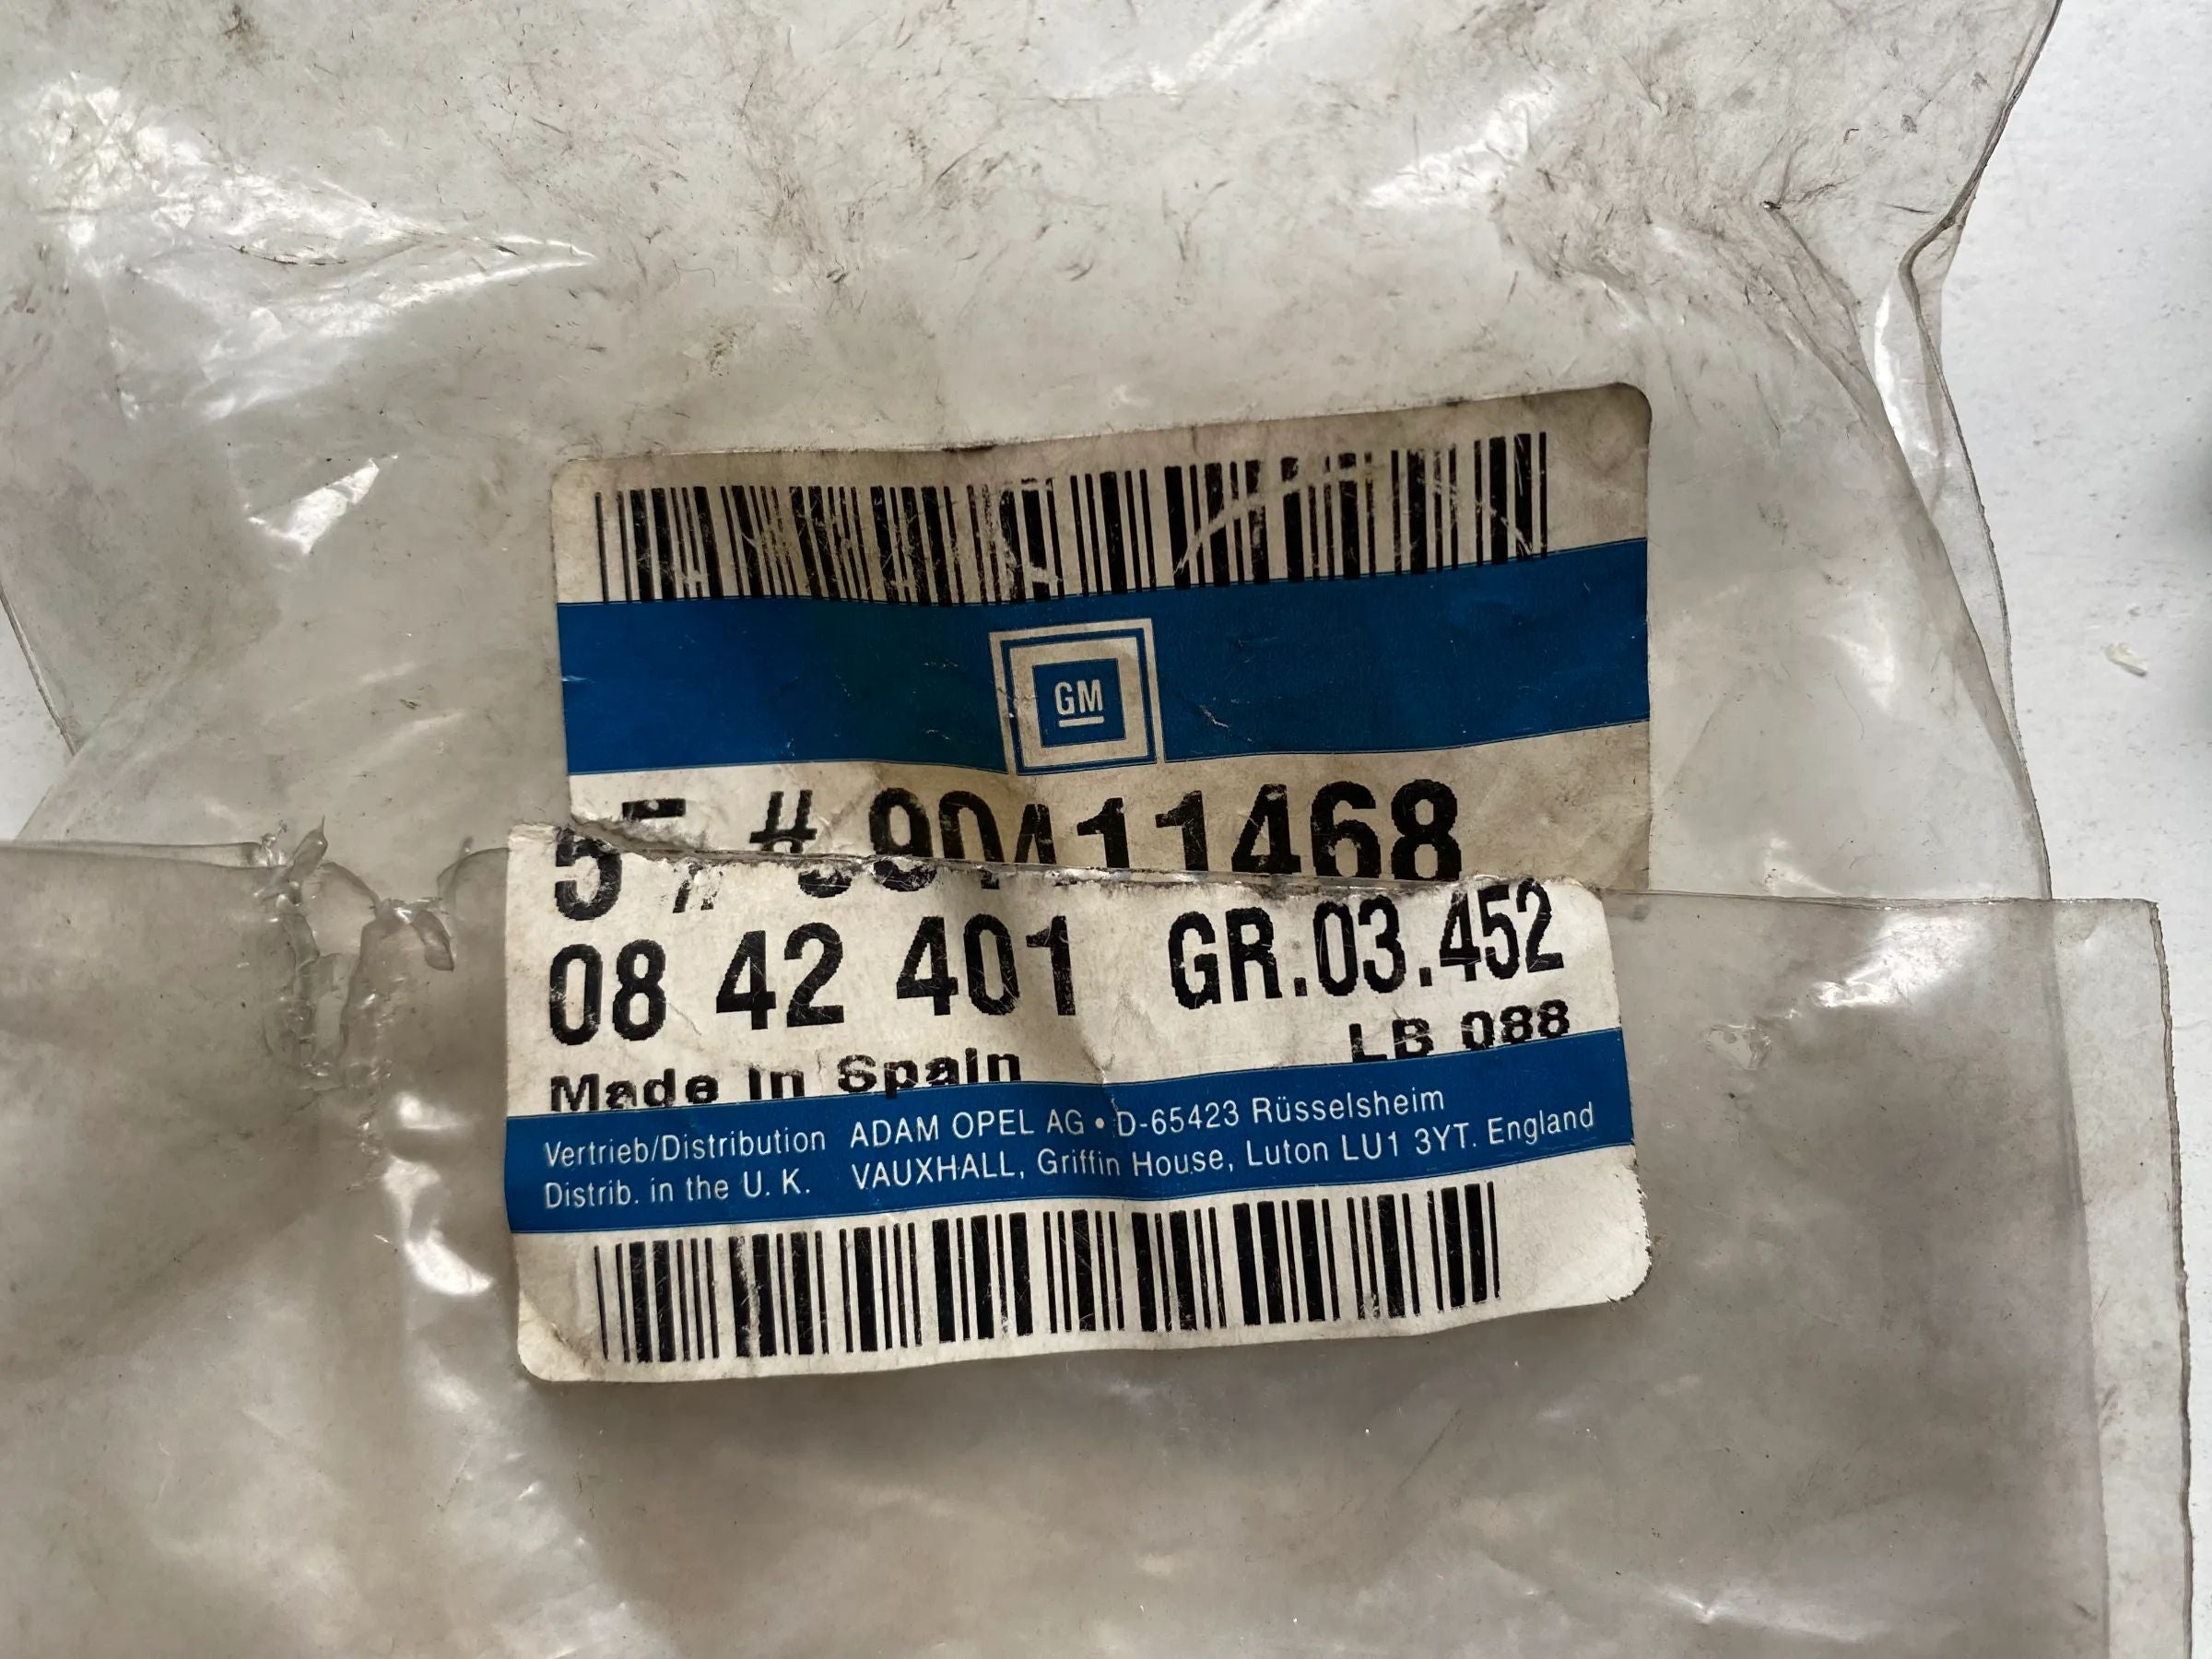 GM
5 # 90411468
08 42 401 GR.03.452
LB 088
Made in Spain
Vertrieb/Distribution ADAM OPEL AG • D-65423 Rüsselsheim
Distrib. in the U. K. VAUXHALL, Griffin House, Luton LU1 3YT. England